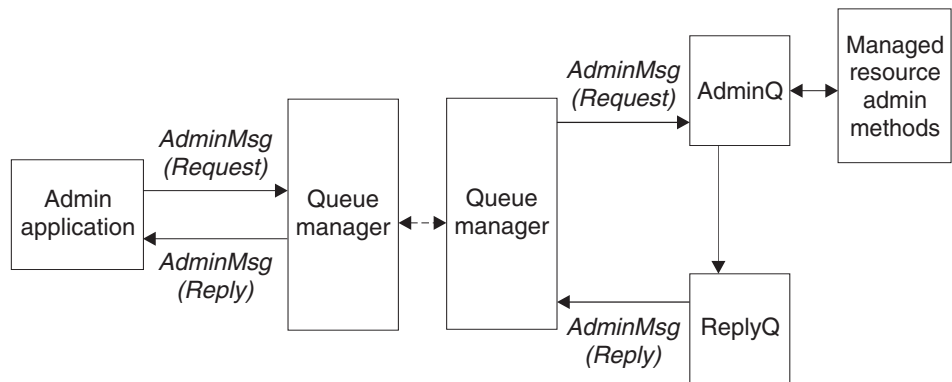 Admin
application
AdminMsg
(Request)
AdminMsg
(Reply)
Queue
manager
Queue
manager
AdminMsg
(Request)
AdminQ
Managed
resource
admin
methods
AdminMsg
(Reply)
ReplyQ